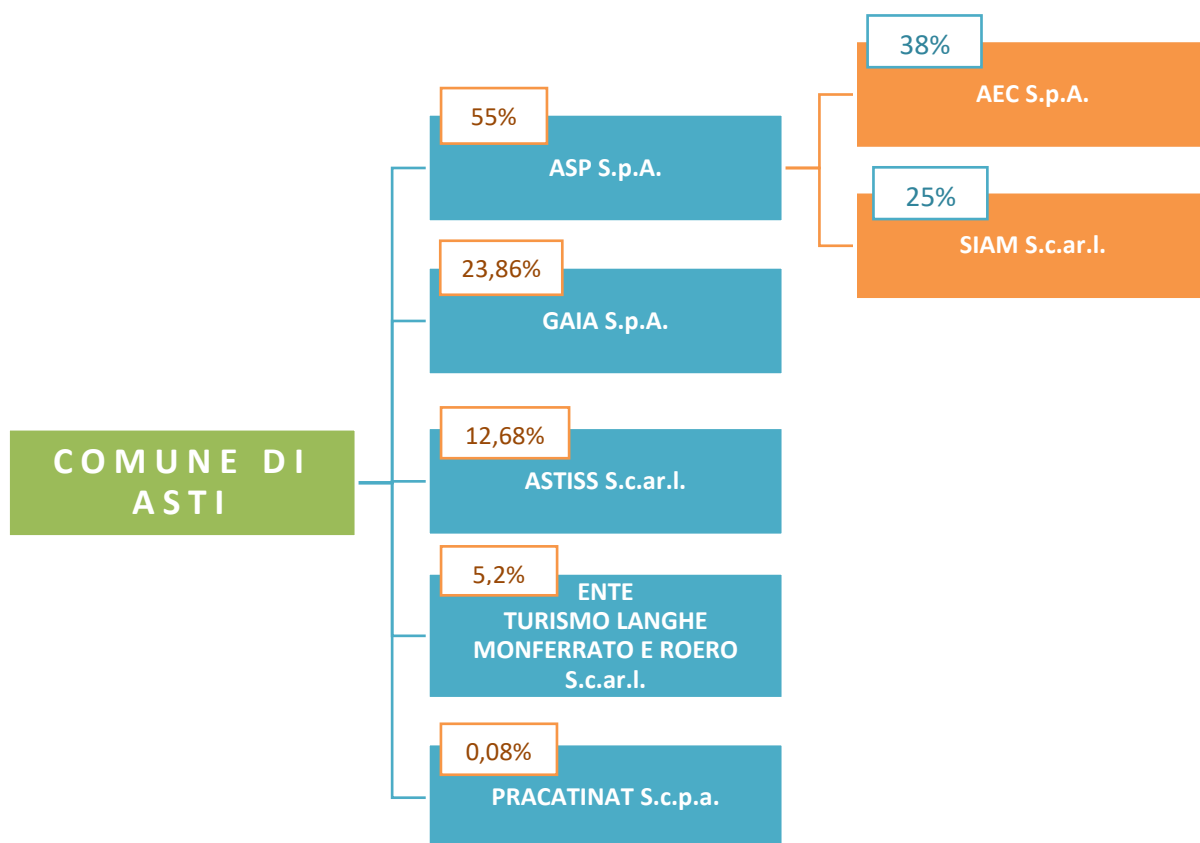 38%
AEC S.p.A.
55%
ASP S.p.A.
25%
SIAM S.c.ar.l.
23,86%
GAIA S.p.A.
COMUNE DI
ASTI
12,68%
ASTISS S.c.ar.l.
5,2%
ENTE
TURISMO LANGHE
MONFERRATO E ROERO
S.c.ar.l.
0,08%
PRACATINAT S.c.p.a.